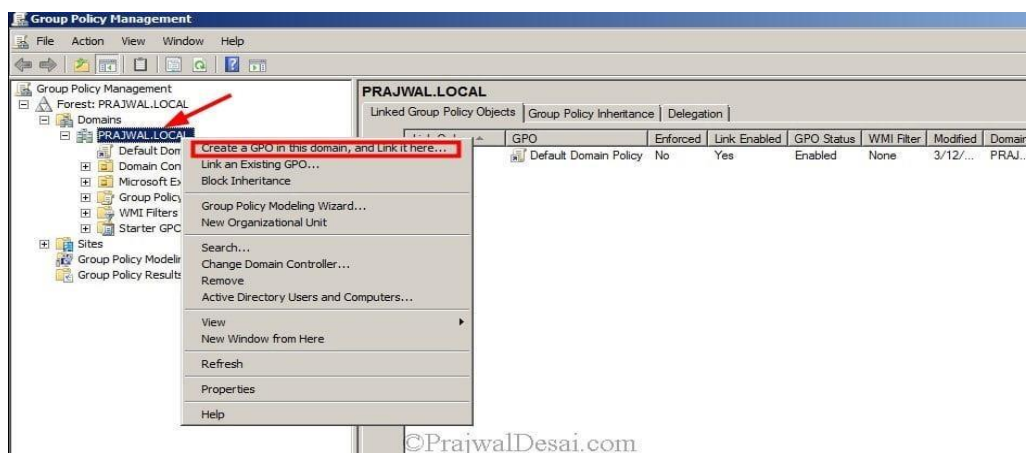 Group Policy Management
File Action View Window Help
Group Policy Management
Forest: PRAJWAL.LOCAL
Domains
PRAJWAL.LOCAL
Default Dom
Domain Con
Microsoft Ex
Group Policy
WMI Filters
Starter GPC
Sites
Group Policy Modelin
Group Policy Results
Create a GPO in this domain, and Link it here...
Link an Existing GPO...
Block Inheritance
Group Policy Modeling Wizard...
New Organizational Unit
Search...
Change Domain Controller...
Remove
Active Directory Users and Computers...
View
New Window from Here
Refresh
Properties
Help
PRAJWAL.LOCAL
Linked Group Policy Objects Group Policy Inheritance Delegation
GPO Enforced Link Enabled GPO Status WMI Filter Modified Domain
Default Domain Policy No Yes Enabled None 3/12/... PRAJ...
©PrajwalDesai.com